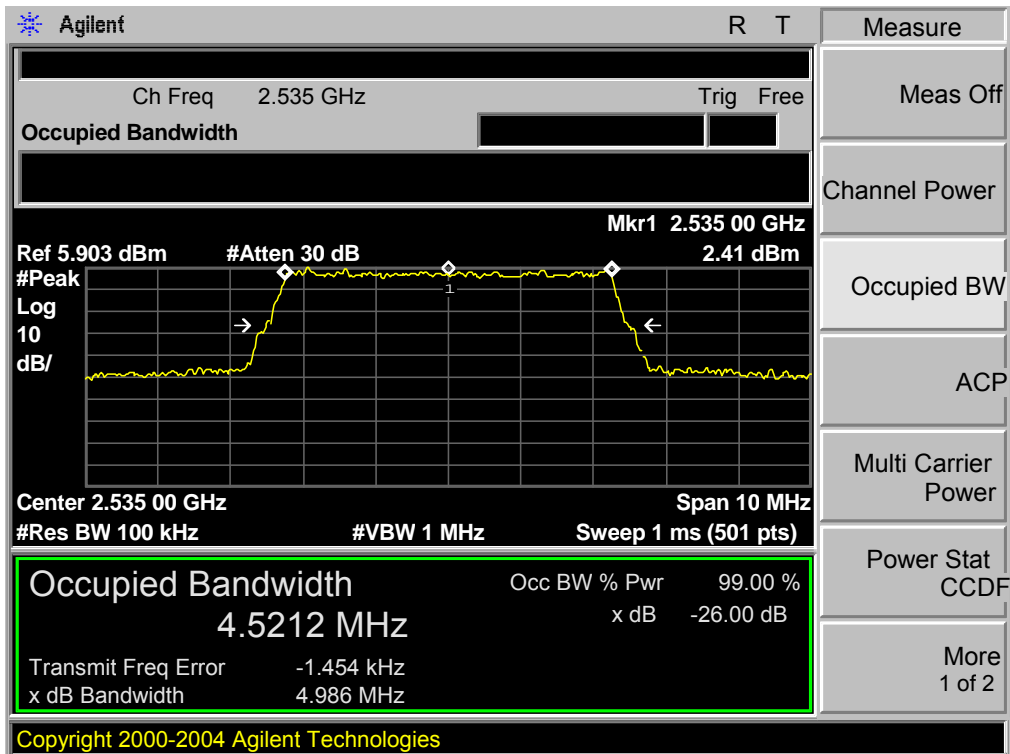 Agilent R T
Measure
Ch Freq 2.535 GHz Trig Free
Occupied Bandwidth
Mkr1 2.535 00 GHz
Ref 5.903 dBm #Atten 30 dB 2.41 dBm
#Peak
Log
10
dB/
1
Center 2.535 00 GHz Span 10 MHz
#Res BW 100 kHz #VBW 1 MHz Sweep 1 ms (501 pts)
Occupied Bandwidth
4.5212 MHz
Occ BW % Pwr 99.00 %
x dB -26.00 dB
Transmit Freq Error -1.454 kHz
x dB Bandwidth 4.986 MHz
Copyright 2000-2004 Agilent Technologies
Meas Off
Channel Power
Occupied BW
ACP
Multi Carrier
Power
Power Stat
CCDF
More
1 of 2